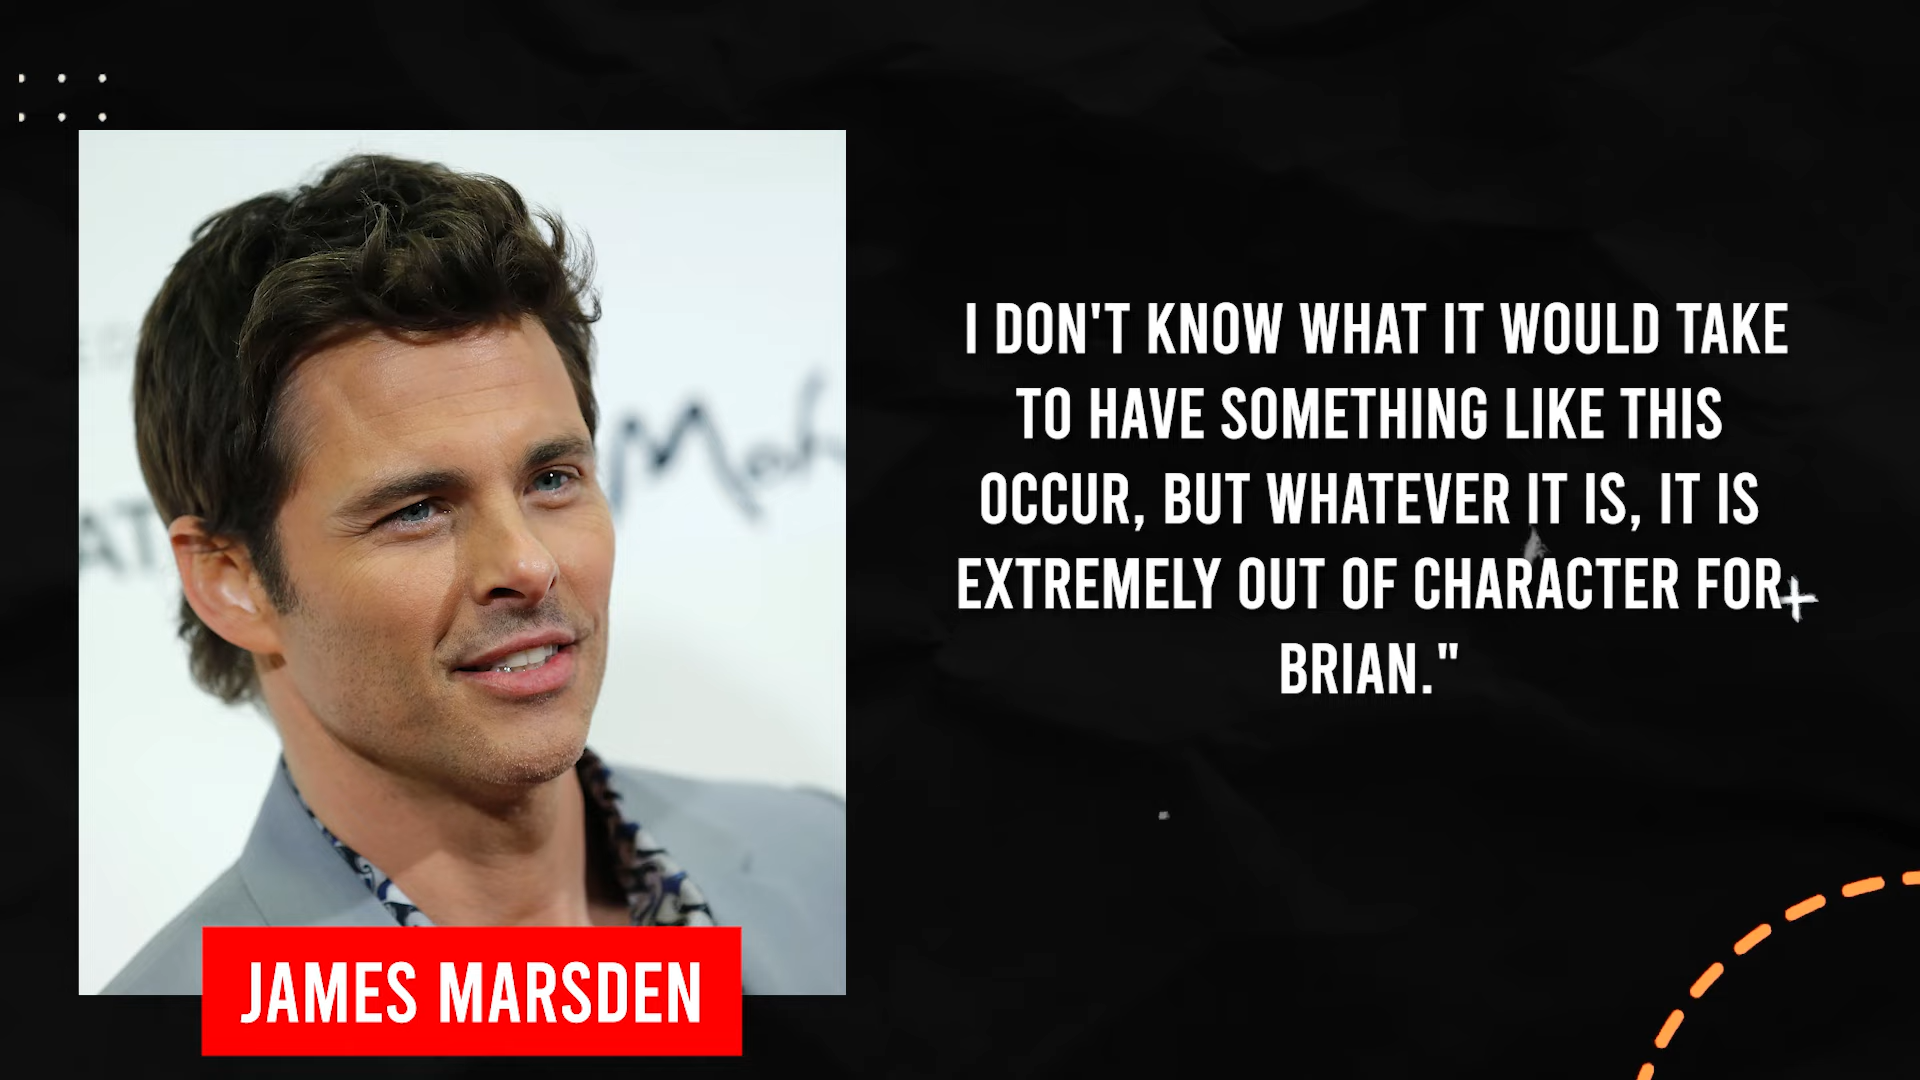 I DON'T KNOW WHAT IT WOULD TAKE
TO HAVE SOMETHING LIKE THIS
OCCUR, BUT WHATEVER IT IS, IT IS
EXTREMELY OUT OF CHARACTER FOR
BRIAN."
JAMES MARSDEN